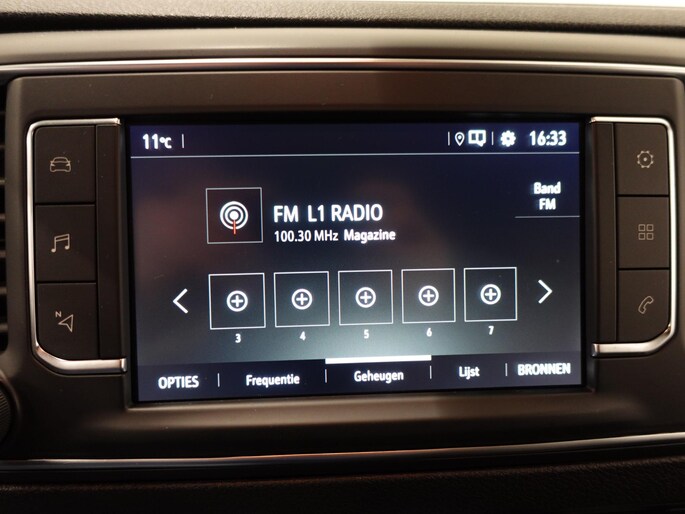 11°C
16:33
N
FM L1 RADIO
100.30 MHz Magazine
Band
FM
3 4 5 6 7
OPTIES Frequentie Geheugen Lijst BRONNEN